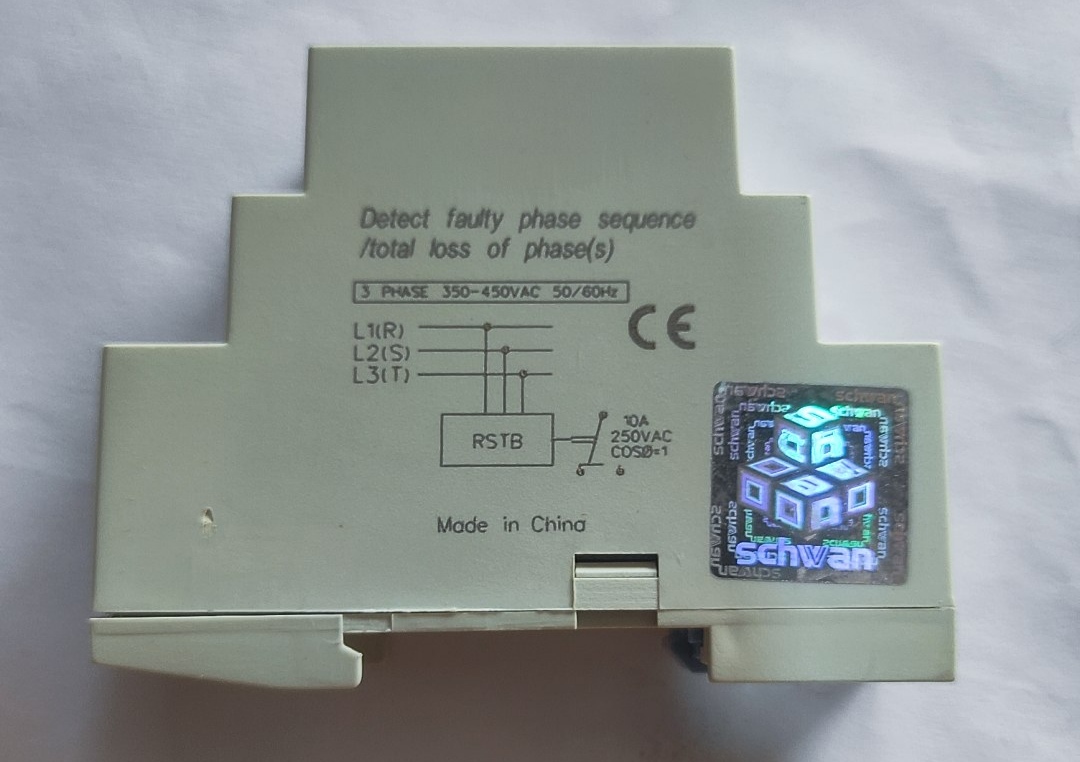 Detect faulty phase sequence
/total loss of phase(s)
3 PHASE 350-450VAC 50/60Hz
CE
L1(R)
L2(S)
L3(T)
RSTB
10A
250VAC
COSØ=1
Made in China
schwan